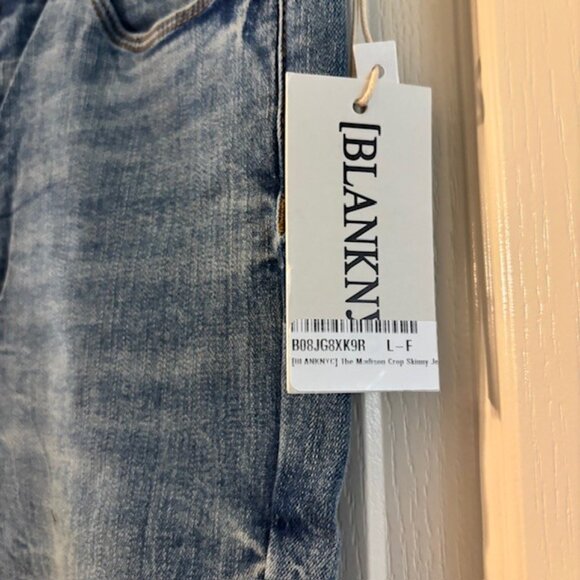 [BLANKNY
B08JG8XK9R L-F
[BLANKNYC] The Madison Crop Skinny Je